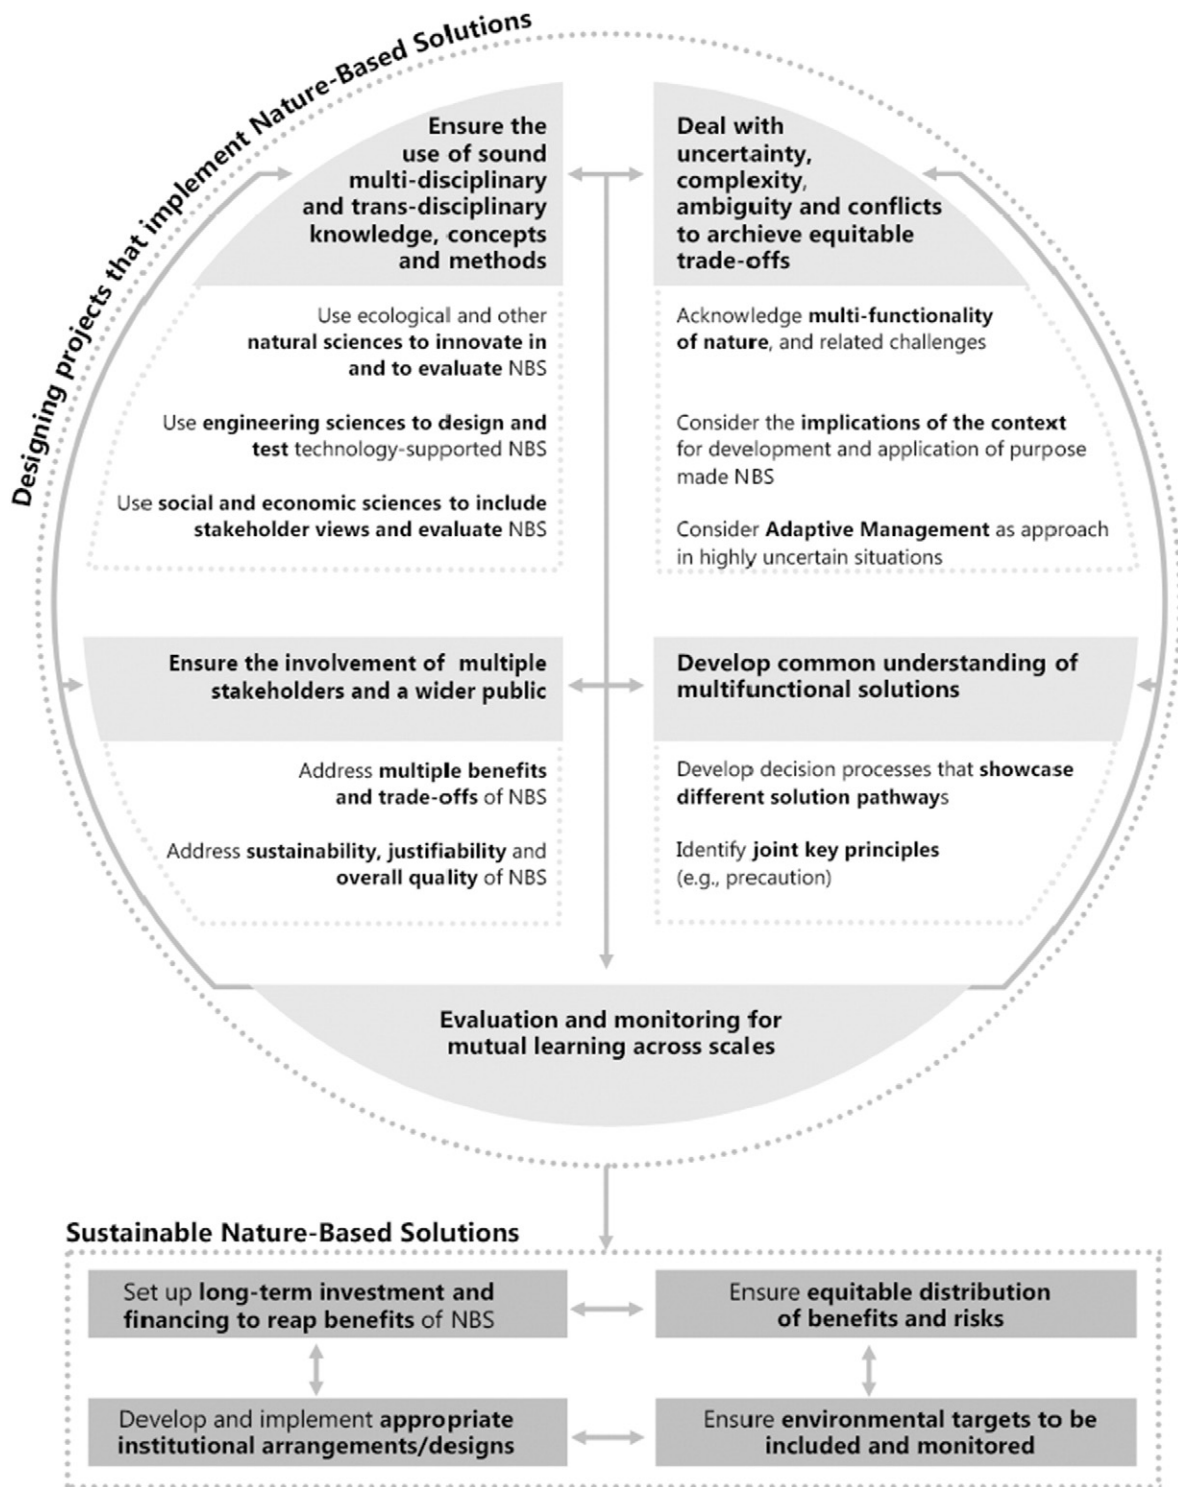 Designing projects that implement Nature-Based Solutions
Ensure the
use of sound
multi-disciplinary
and trans-disciplinary
knowledge, concepts
and methods
Use ecological and other
natural sciences to innovate in
and to evaluate NBS
Use engineering sciences to design and
test technology-supported NBS
Use social and economic sciences to include
stakeholder views and evaluate NBS
Deal with
uncertainty,
complexity,
ambiguity and conflicts
to archieve equitable
trade-offs
Acknowledge multi-functionality
of nature, and related challenges
Consider the implications of the context
for development and application of purpose
made NBS
Consider Adaptive Management as approach
in highly uncertain situations
Ensure the involvement of multiple
stakeholders and a wider public
Address multiple benefits
and trade-offs of NBS
Address sustainability, justifiability and
overall quality of NBS
Develop common understanding of
multifunctional solutions
Develop decision processes that showcase
different solution pathways
Identify joint key principles
(e.g., precaution)
Evaluation and monitoring for
mutual learning across scales
Sustainable Nature-Based Solutions
Set up long-term investment and
financing to reap benefits of NBS
Ensure equitable distribution
of benefits and risks
Develop and implement appropriate
institutional arrangements/designs
Ensure environmental targets to be
included and monitored